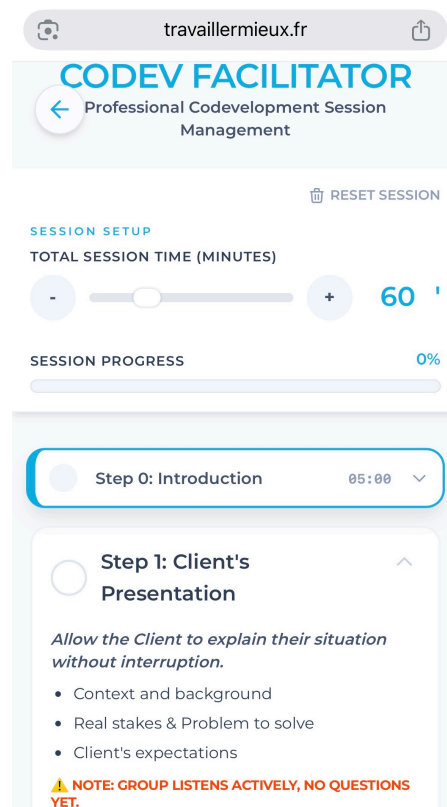 travaillermieux.fr
CODEV FACILITATOR
Professional Codevelopment Session
Management
RESET SESSION
SESSION SETUP
TOTAL SESSION TIME (MINUTES)
- + 60 '
SESSION PROGRESS 0%
Step 0: Introduction 05:00
Step 1: Client's
Presentation
Allow the Client to explain their situation
without interruption.
• Context and background
• Real stakes & Problem to solve
• Client's expectations
⚠️ NOTE: GROUP LISTENS ACTIVELY, NO QUESTIONS
YET.